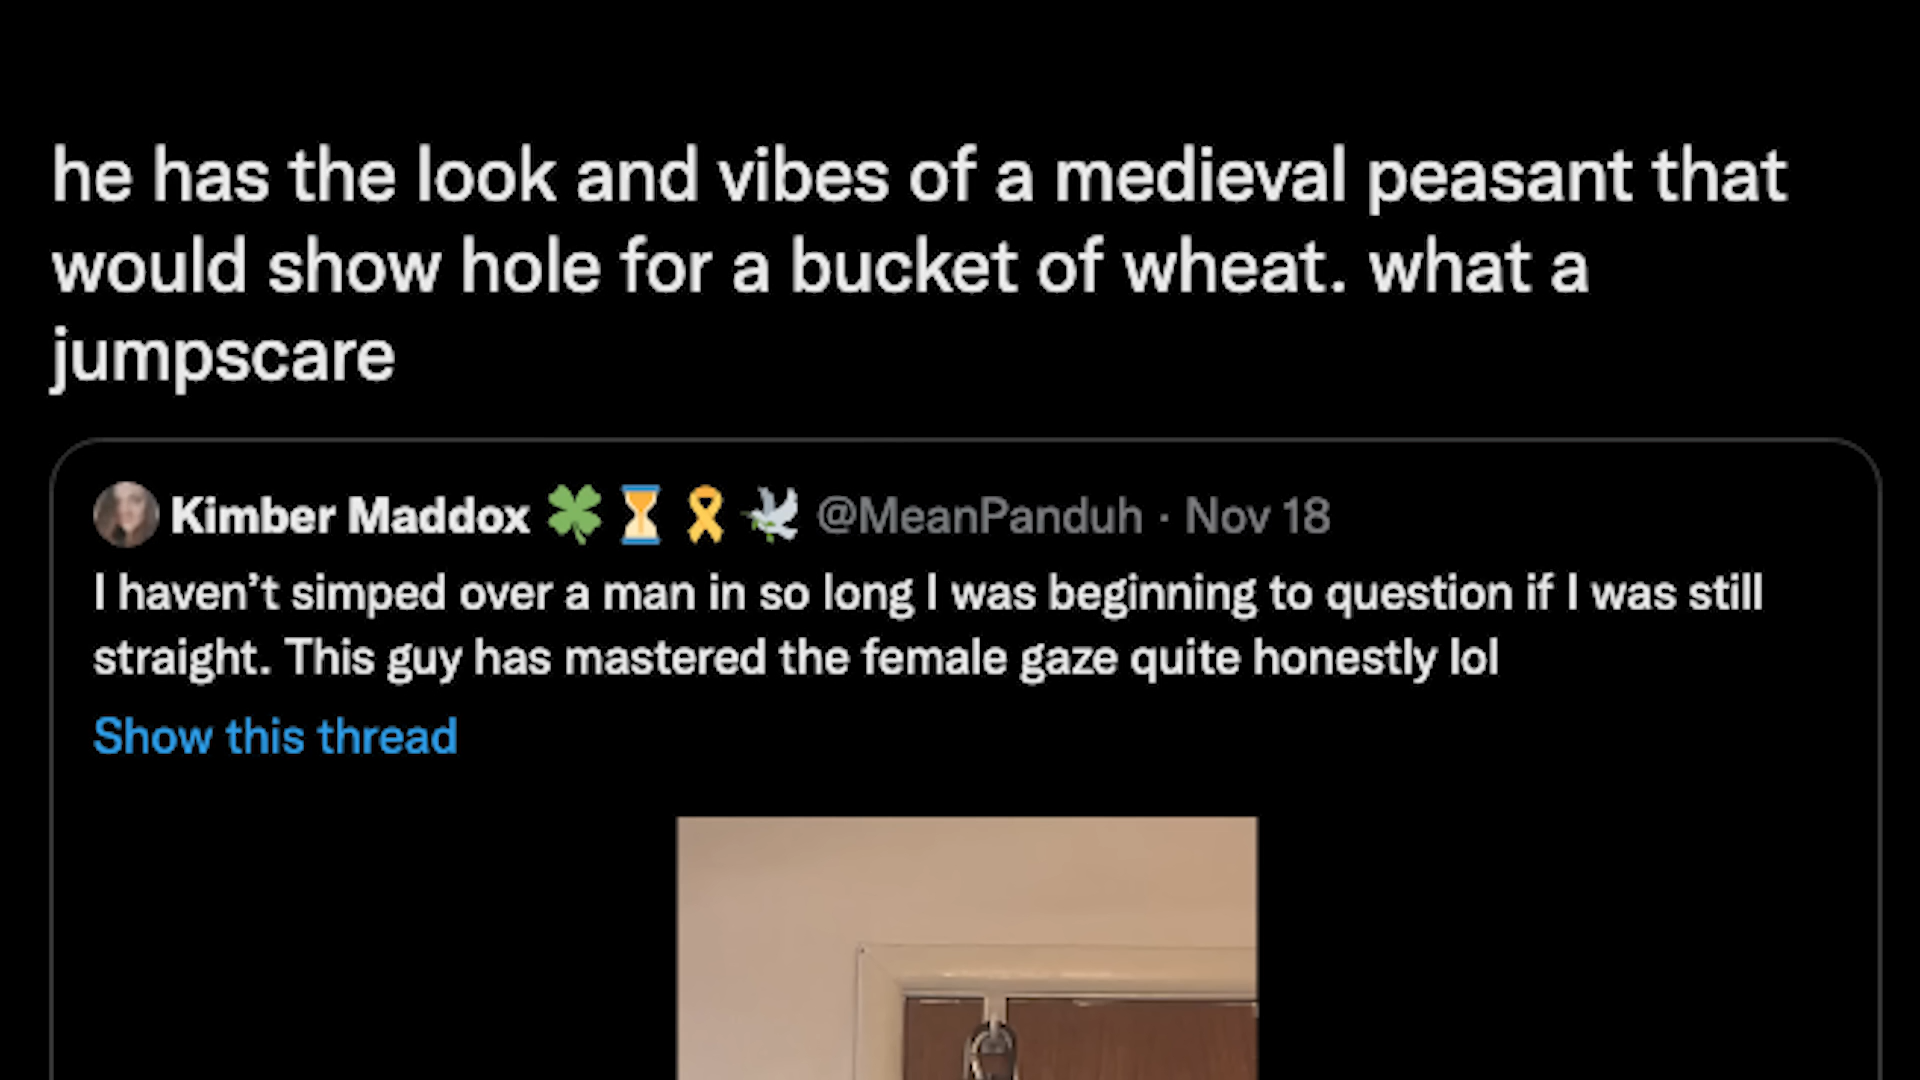 he has the look and vibes of a medieval peasant that
would show hole for a bucket of wheat. what a
jumpscare
Kimber Maddox 🍀⏳🎗️🕊️ @MeanPanduh · Nov 18
I haven’t simped over a man in so long I was beginning to question if I was still
straight. This guy has mastered the female gaze quite honestly lol
Show this thread